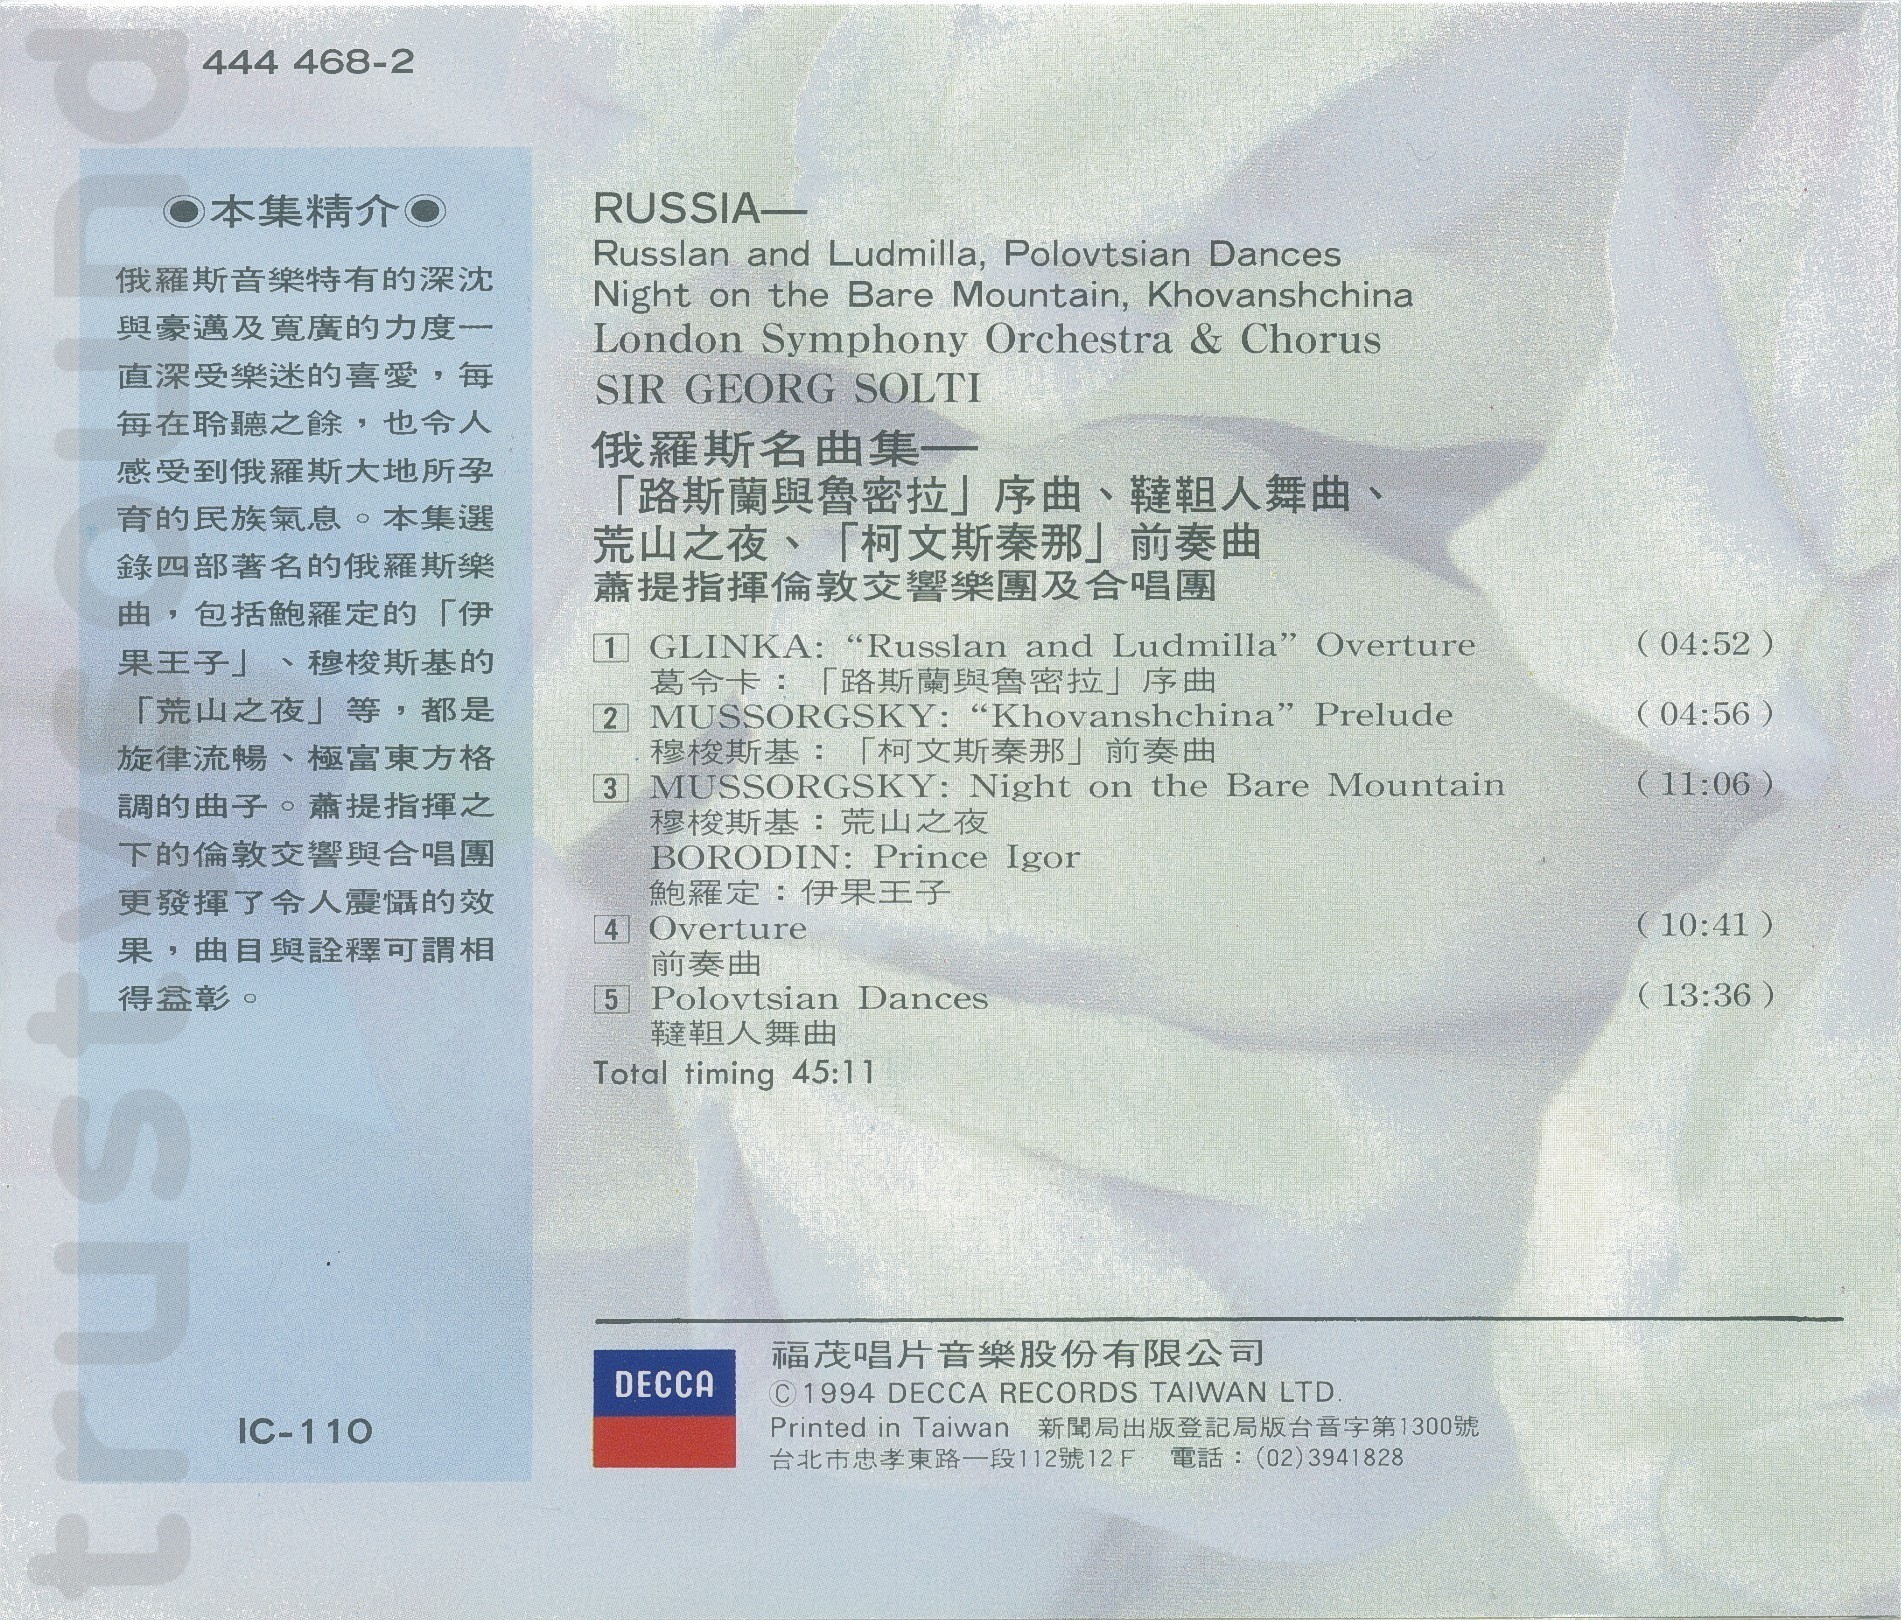 444 468-2
trust your sound
◉本集精介◉
俄羅斯音樂特有的深沈
與豪邁及寬廣的力度一
直深受樂迷的喜愛，每
每在聆聽之餘，也令人
感受到俄羅斯大地所孕
育的民族氣息。本集選
錄四部著名的俄羅斯樂
曲，包括鮑羅定的「伊
果王子」、穆梭斯基的
「荒山之夜」等，都是
旋律流暢、極富東方格
調的曲子。蕭提指揮之
下的倫敦交響與合唱團
更發揮了令人震懾的效
果，曲目與詮釋可謂相
得益彰。
IC-110
RUSSIA—
Russlan and Ludmilla, Polovtsian Dances
Night on the Bare Mountain, Khovanshchina
London Symphony Orchestra & Chorus
SIR GEORG SOLTI
俄羅斯名曲集—
「路斯蘭與魯密拉」序曲、韃靼人舞曲、
荒山之夜、「柯文斯秦那」前奏曲
蕭提指揮倫敦交響樂團及合唱團
1 GLINKA: “Russlan and Ludmilla” Overture (04:52)
葛令卡：「路斯蘭與魯密拉」序曲
2 MUSSORGSKY: “Khovanshchina” Prelude (04:56)
穆梭斯基：「柯文斯秦那」前奏曲
3 MUSSORGSKY: Night on the Bare Mountain (11:06)
穆梭斯基：荒山之夜
BORODIN: Prince Igor
鮑羅定：伊果王子
4 Overture (10:41)
前奏曲
5 Polovtsian Dances (13:36)
韃靼人舞曲
Total timing 45:11
DECCA
福茂唱片音樂股份有限公司
©1994 DECCA RECORDS TAIWAN LTD.
Printed in Taiwan 新聞局出版登記局版台音字第1300號
台北市忠孝東路一段112號12F 電話：(02)3941828